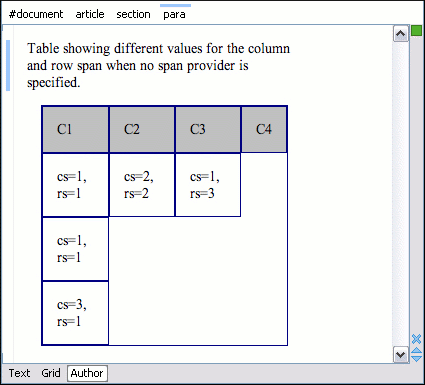 #document article section para
Table showing different values for the column
and row span when no span provider is
specified.
C1 C2 C3 C4
cs=1, cs=2, cs=1,
rs=1 rs=2 rs=3
cs=1,
rs=1
cs=3,
rs=1
Text Grid Author